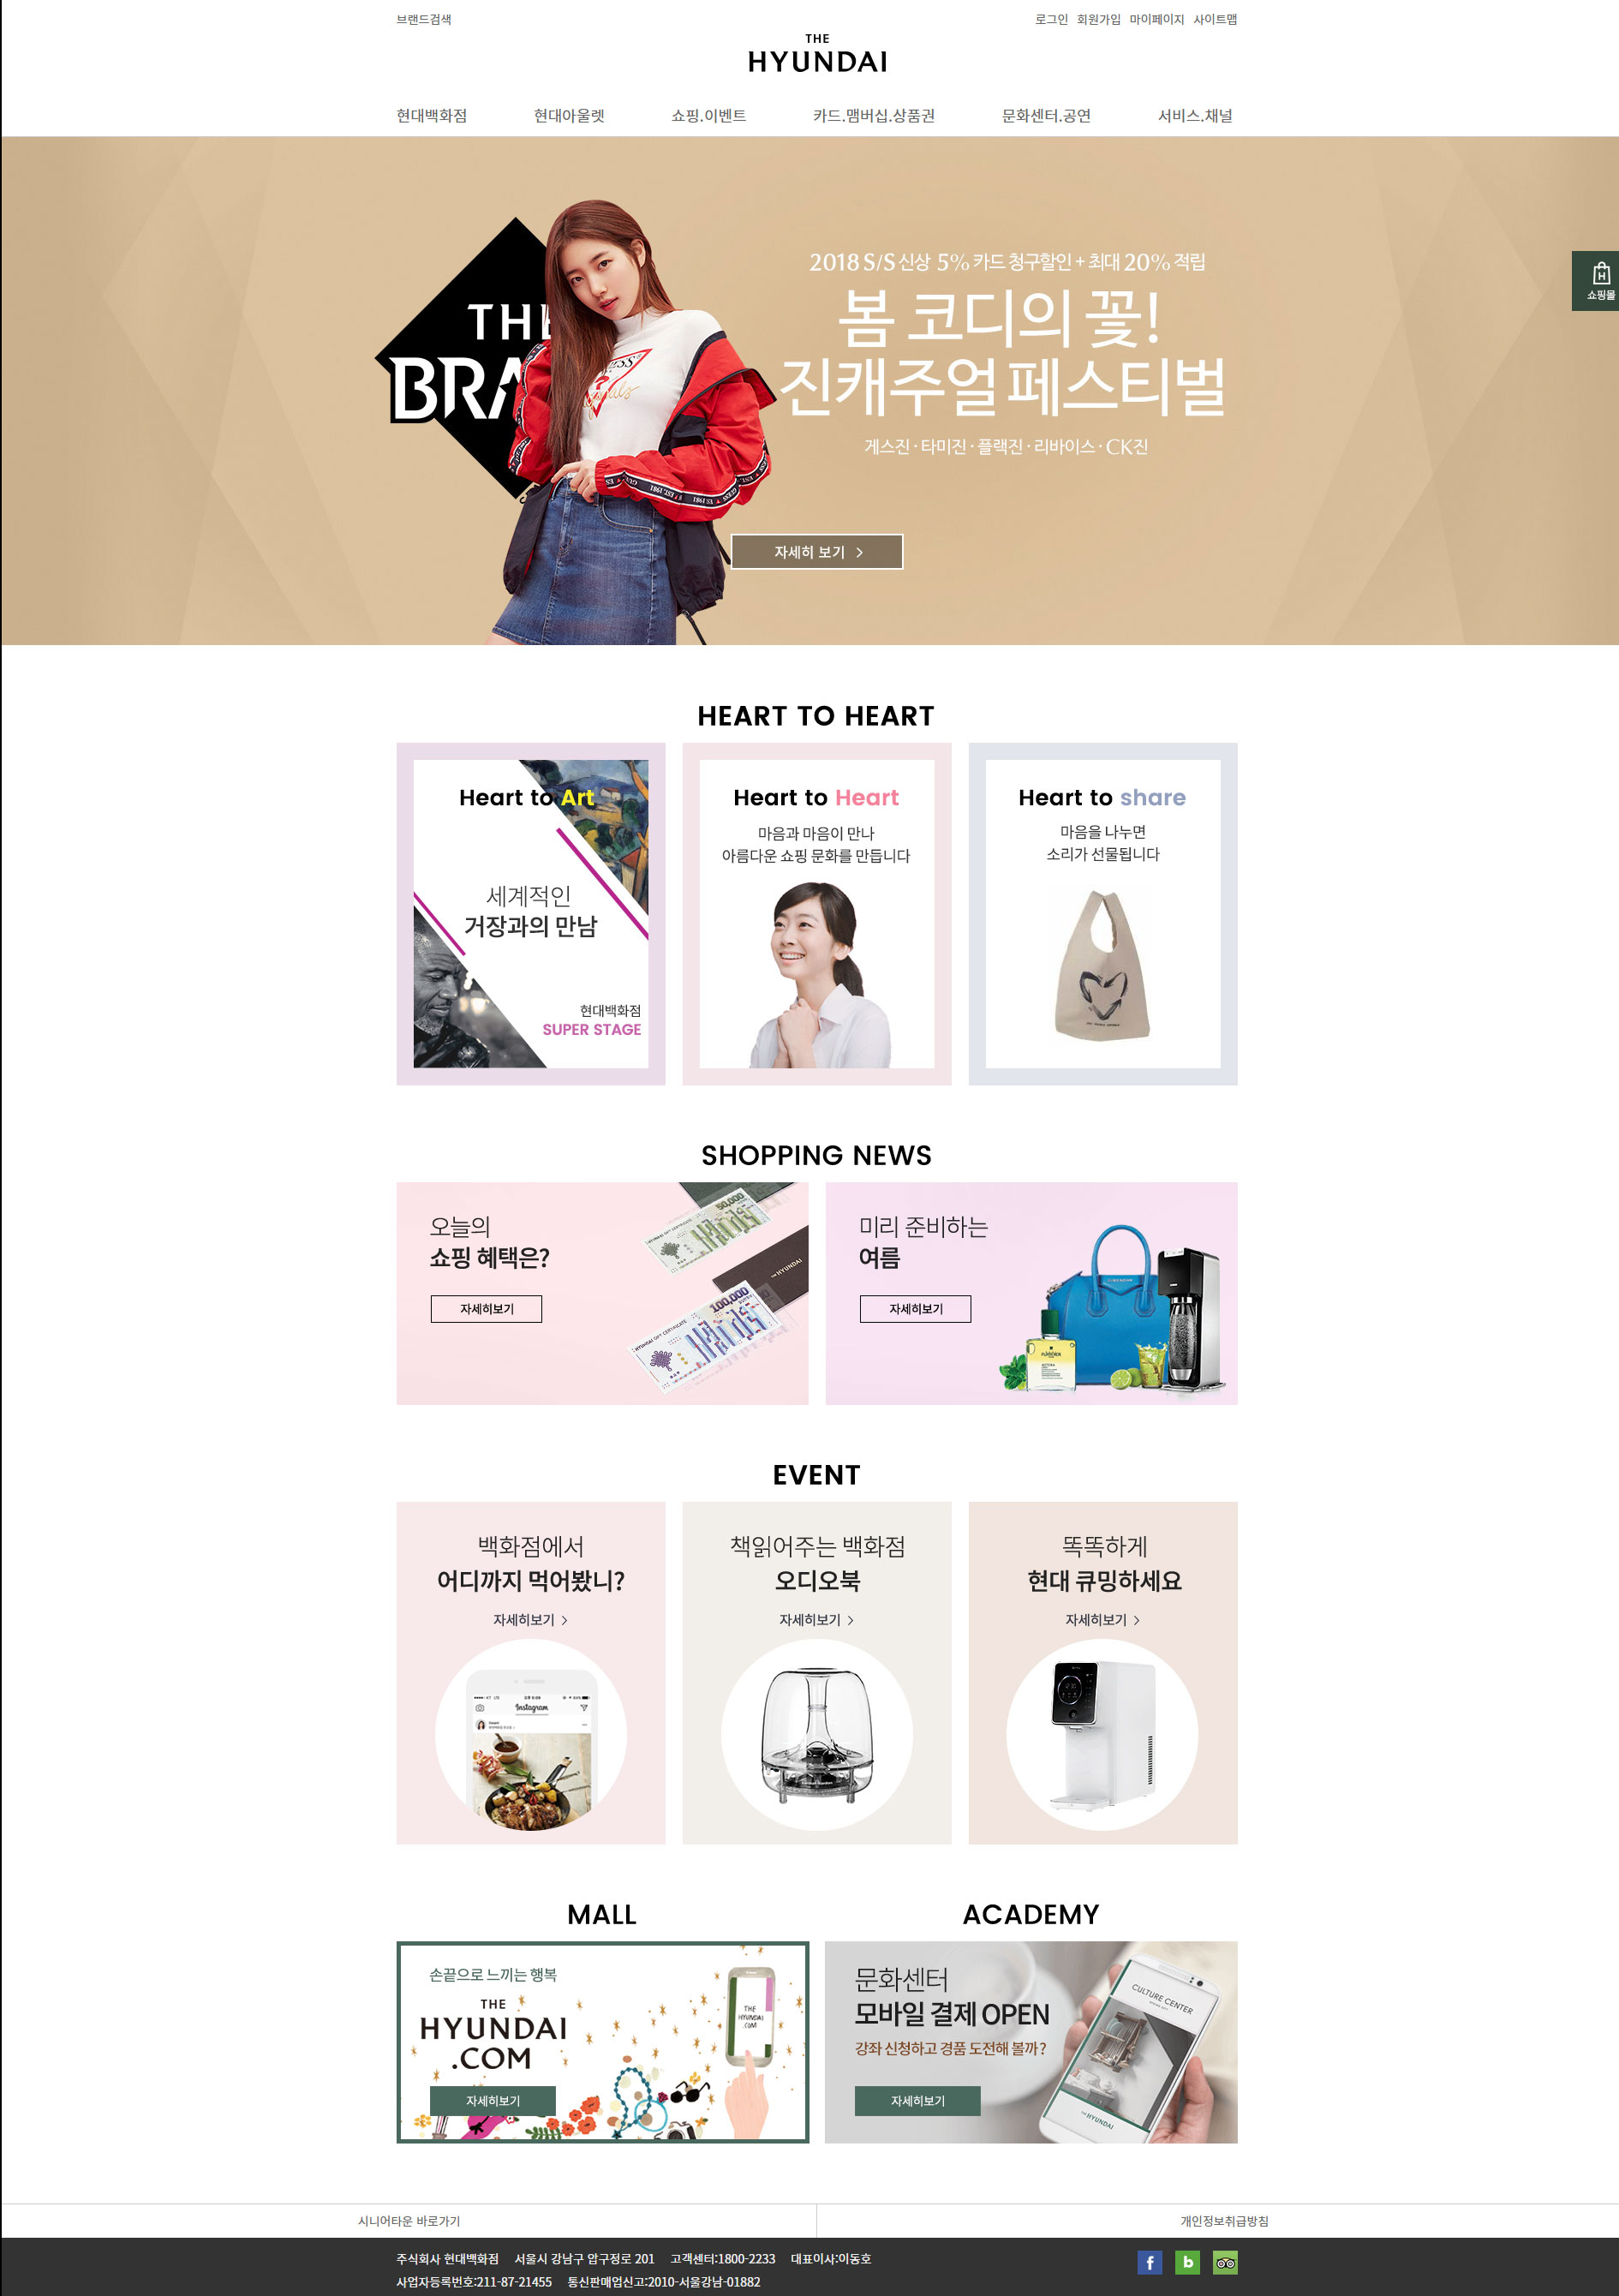 브랜드검색
로그인 회원가입 마이페이지 사이트맵
THE
HYUNDAI
현대백화점 현대아울렛 쇼핑.이벤트 카드.맴버십.상품권 문화센터.공연 서비스.채널
THE
BRA
2018 S/S 신상 5% 카드 청구할인 + 최대 20% 적립
봄 코디의 꽃!
진캐주얼 페스티벌
게스진 · 타미진 · 플랙진 · 리바이스 · CK진
자세히 보기 >
H
쇼핑몰
HEART TO HEART
Heart to Art
세계적인
거장과의 만남
현대백화점
SUPER STAGE
Heart to Heart
마음과 마음이 만나
아름다운 쇼핑 문화를 만듭니다
Heart to share
마음을 나누면
소리가 선물됩니다
SHOPPING NEWS
오늘의
쇼핑 혜택은?
자세히보기
50,000
THE HYUNDAI
100,000
HYUNDAI GIFT CERTIFICATE
미리 준비하는
여름
자세히보기
EVENT
백화점에서
어디까지 먹어봤니?
자세히보기 >
Instagram
책읽어주는 백화점
오디오북
자세히보기 >
똑똑하게
현대 큐밍하세요
자세히보기 >
MALL
손끝으로 느끼는 행복
THE
HYUNDAI
.COM
자세히보기
THE
HYUNDAI
.COM
ACADEMY
문화센터
모바일 결제 OPEN
강좌 신청하고 경품 도전해 볼까?
자세히보기
CULTURE CENTER
THE HYUNDAI
시니어타운 바로가기
개인정보취급방침
주식회사 현대백화점 서울시 강남구 압구정로 201 고객센터:1800-2233 대표이사:이동호
사업자등록번호:211-87-21455 통신판매업신고:2010-서울강남-01882
f b